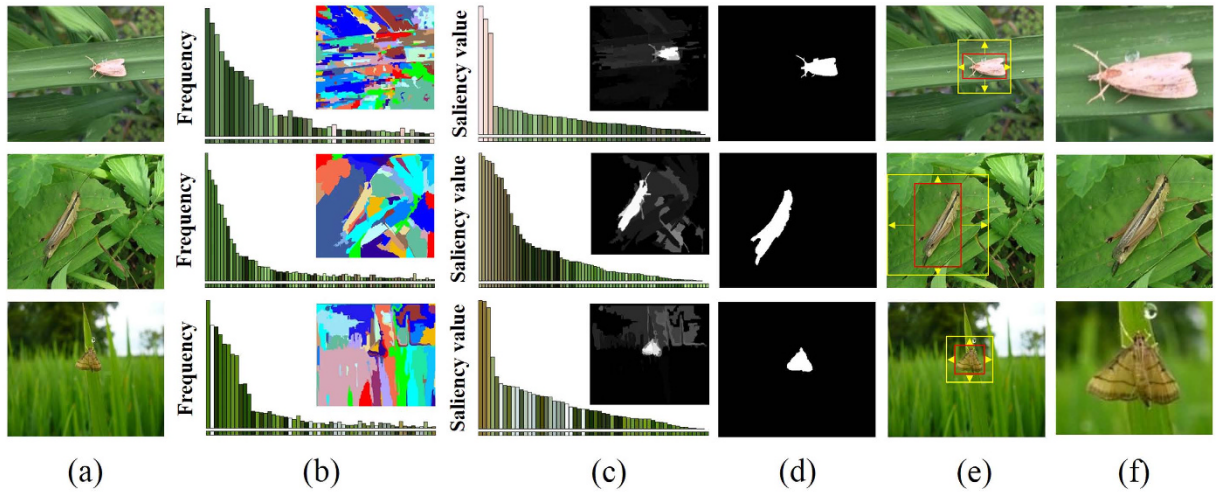 Frequency
Saliency value
Frequency
Saliency value
Frequency
Saliency value
(a) (b) (c) (d) (e) (f)